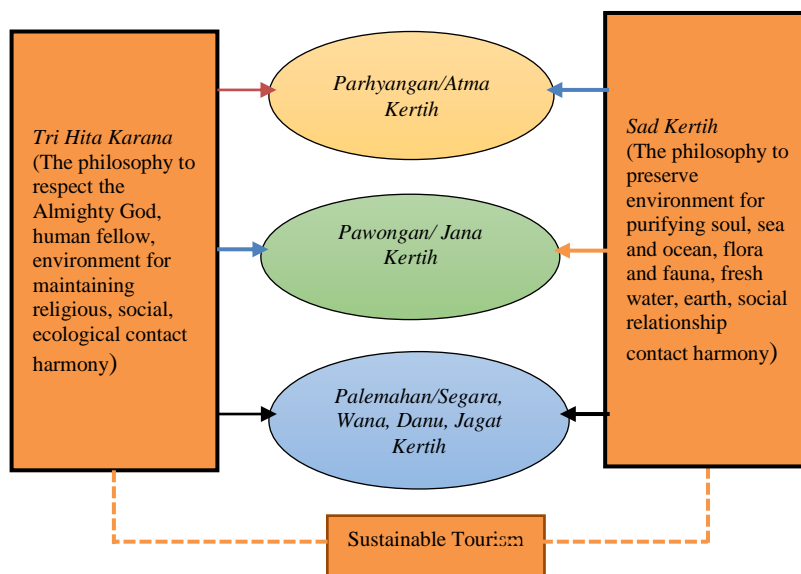 Tri Hita Karana
(The philosophy to
respect the
Almighty God,
human fellow,
environment for
maintaining
religious, social,
ecological contact
harmony)
Parhyangan/Atma
Kertih
Pawongan/ Jana
Kertih
Palemahan/Segara,
Wana, Danu, Jagat
Kertih
Sad Kertih
(The philosophy to
preserve
environment for
purifying soul, sea
and ocean, flora
and fauna, fresh
water, earth, social
relationship
contact harmony)
Sustainable Tourism